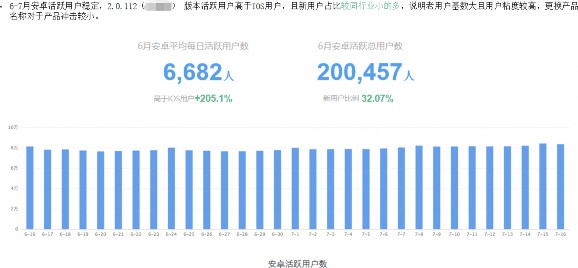 6-7月安卓活跃用户稳定，2.0.112（ ） 版本活跃用户高于IOS用户，且新用户占比较同行业小的多，说明老用户基数大且用户粘度较高，更换产品
名称对于产品冲击较小。
6月安卓平均每日活跃用户数 6月安卓活跃总用户数
6,682人 200,457人
高于IOS用户+205.1% 新用户比例 32.07%
10万
8万
6万
4万
2万
6-16 6-17 6-18 6-19 6-20 6-21 6-22 6-23 6-24 6-25 6-26 6-27 6-28 6-29 6-30 7-1 7-2 7-3 7-4 7-5 7-6 7-7 7-8 7-9 7-10 7-11 7-12 7-13 7-14 7-15 7-16
安卓活跃用户数